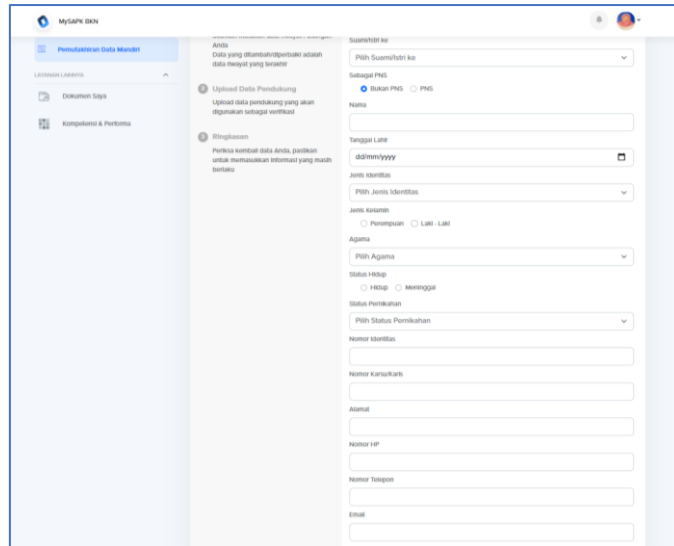 MySAPK BKN
Pemutakhiran Data Mandiri
LAYANAN LAINNYA
Dokumen Saya
Kompetensi & Performa
Anda
Data yang ditambah/diperbaiki adalah
data riwayat yang terakhir
2 Upload Data Pendukung
Upload data pendukung yang akan
digunakan sebagai verifikasi
3 Ringkasan
Periksa kembali data Anda, pastikan
untuk memasukkan informasi yang masih
berlaku
Suami/Istri ke
Pilih Suami/Istri ke
Sebagai PNS
Bukan PNS PNS
Nama
Tanggal Lahir
dd/mm/yyyy
Jenis Identitas
Pilih Jenis Identitas
Jenis Kelamin
Perempuan Laki - Laki
Agama
Pilih Agama
Status Hidup
Hidup Meninggal
Status Pernikahan
Pilih Status Pernikahan
Nomor Identitas
Nomor Karsu/Karis
Alamat
Nomor HP
Nomor Telepon
Email